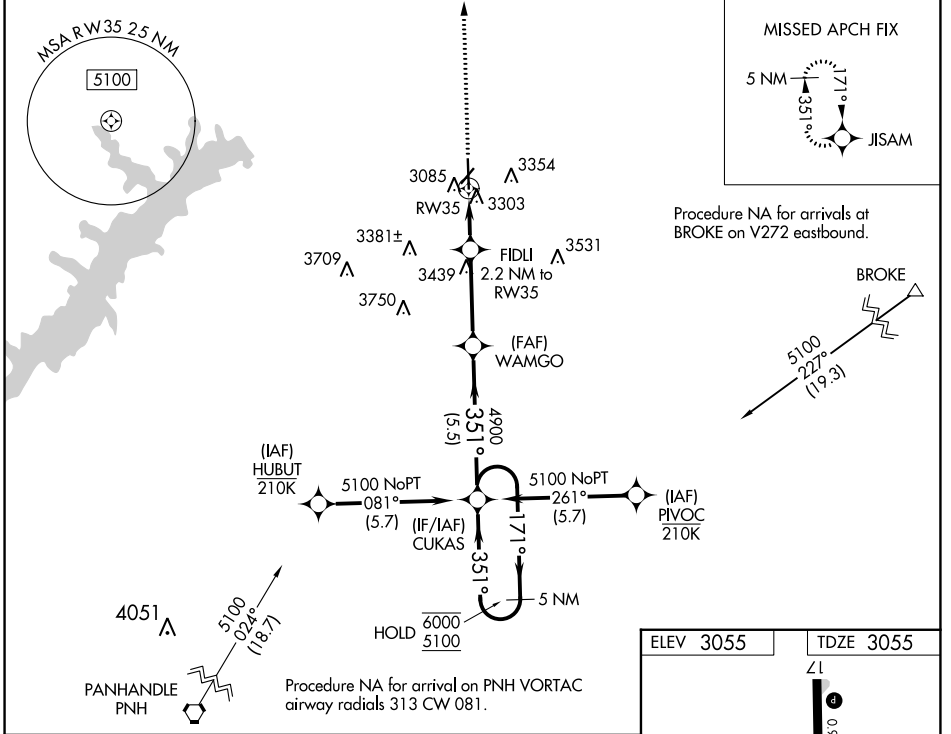 MSA RW35 25 NM
5100
MISSED APCH FIX
5 NM
171°
351°
JISAM
3085
3354
RW35
3303
Procedure NA for arrivals at
BROKE on V272 eastbound.
3381±
FIDLI
3531
3709
3439
2.2 NM to
RW35
3750
BROKE
(FAF)
WAMGO
5100
227°
(19.3)
4900
351°
(5.5)
(IAF)
HUBUT
210K
5100 NoPT
081°
(5.7)
5100 NoPT
261°
(5.7)
(IAF)
PIVOC
210K
(IF/IAF)
CUKAS
171°
351°
5 NM
HOLD
6000
5100
4051
5100
024°
(18.7)
PANHANDLE
PNH
Procedure NA for arrival on PNH VORTAC
airway radials 313 CW 081.
ELEV 3055
TDZE 3055
17
P